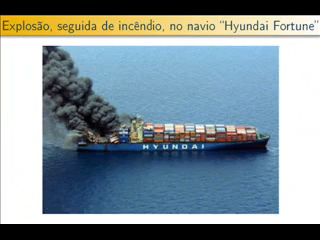 Explosão, seguida de incêndio, no navio “Hyundai Fortune”
HYUNDAI